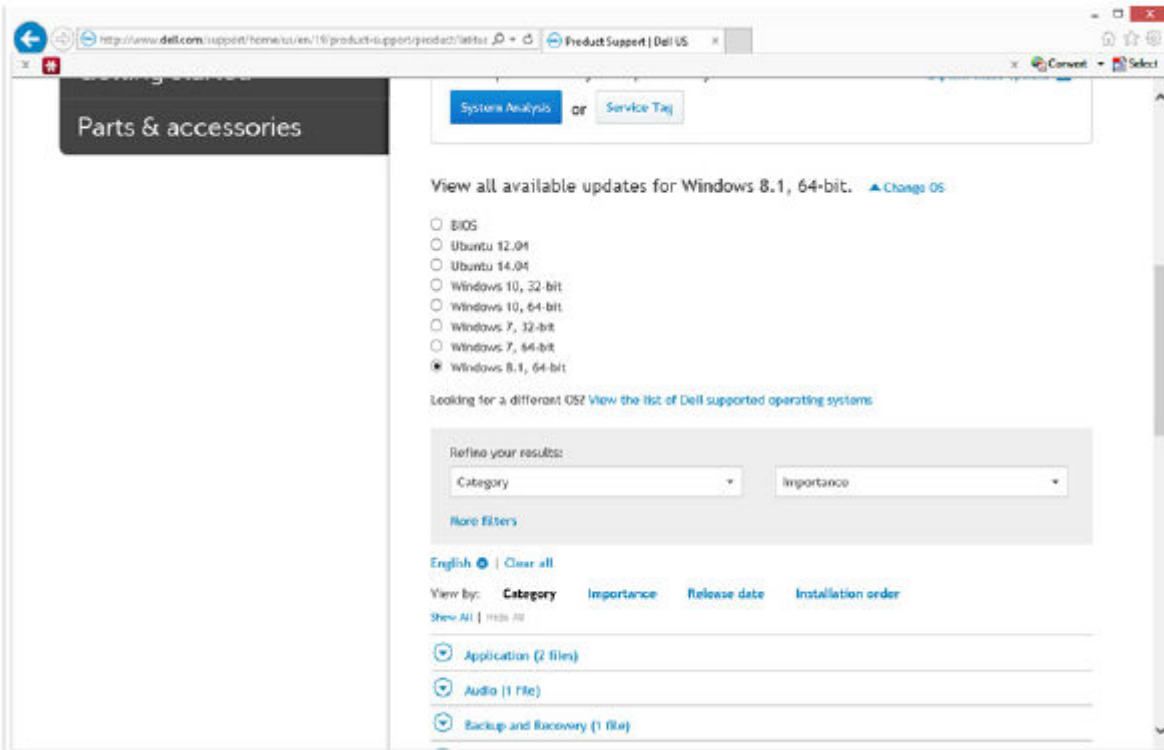 http://www.dell.com/support/home/us/en/19/product-support/product/
Product Support | Dell US
Convert Select
Parts & accessories
System Analysis or Service Tag
View all available updates for Windows 8.1, 64-bit. Change OS
BIOS
Ubuntu 12.04
Ubuntu 14.04
Windows 10, 32-bit
Windows 10, 64-bit
Windows 7, 32-bit
Windows 7, 64-bit
Windows 8.1, 64-bit
Looking for a different OS? View the list of Dell supported operating systems
Refine your results:
Category Importance
More filters
English | Clear all
View by: Category Importance Release date Installation order
Show All | Hide All
Application (2 files)
Audio (1 file)
Backup and Recovery (1 file)